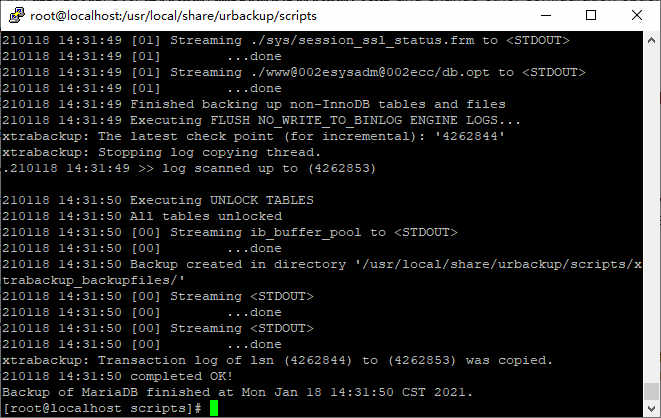 root@localhost:/usr/local/share/urbackup/scripts
210118 14:31:49 [01] Streaming ./sys/session_ssl_status.frm to <STDOUT>
210118 14:31:49 [01]        ...done
210118 14:31:49 [01] Streaming ./www@002esysadm@002ecc/db.opt to <STDOUT>
210118 14:31:49 [01]        ...done
210118 14:31:49 Finished backing up non-InnoDB tables and files
210118 14:31:49 Executing FLUSH NO_WRITE_TO_BINLOG ENGINE LOGS...
xtrabackup: The latest check point (for incremental): '4262844'
xtrabackup: Stopping log copying thread.
.210118 14:31:49 >> log scanned up to (4262853)
210118 14:31:50 Executing UNLOCK TABLES
210118 14:31:50 All tables unlocked
210118 14:31:50 [00] Streaming ib_buffer_pool to <STDOUT>
210118 14:31:50 [00]        ...done
210118 14:31:50 Backup created in directory '/usr/local/share/urbackup/scripts/x
trabackup_backupfiles/'
210118 14:31:50 [00] Streaming <STDOUT>
210118 14:31:50 [00]        ...done
210118 14:31:50 [00] Streaming <STDOUT>
210118 14:31:50 [00]        ...done
xtrabackup: Transaction log of lsn (4262844) to (4262853) was copied.
210118 14:31:50 completed OK!
Backup of MariaDB finished at Mon Jan 18 14:31:50 CST 2021.
[root@localhost scripts]#